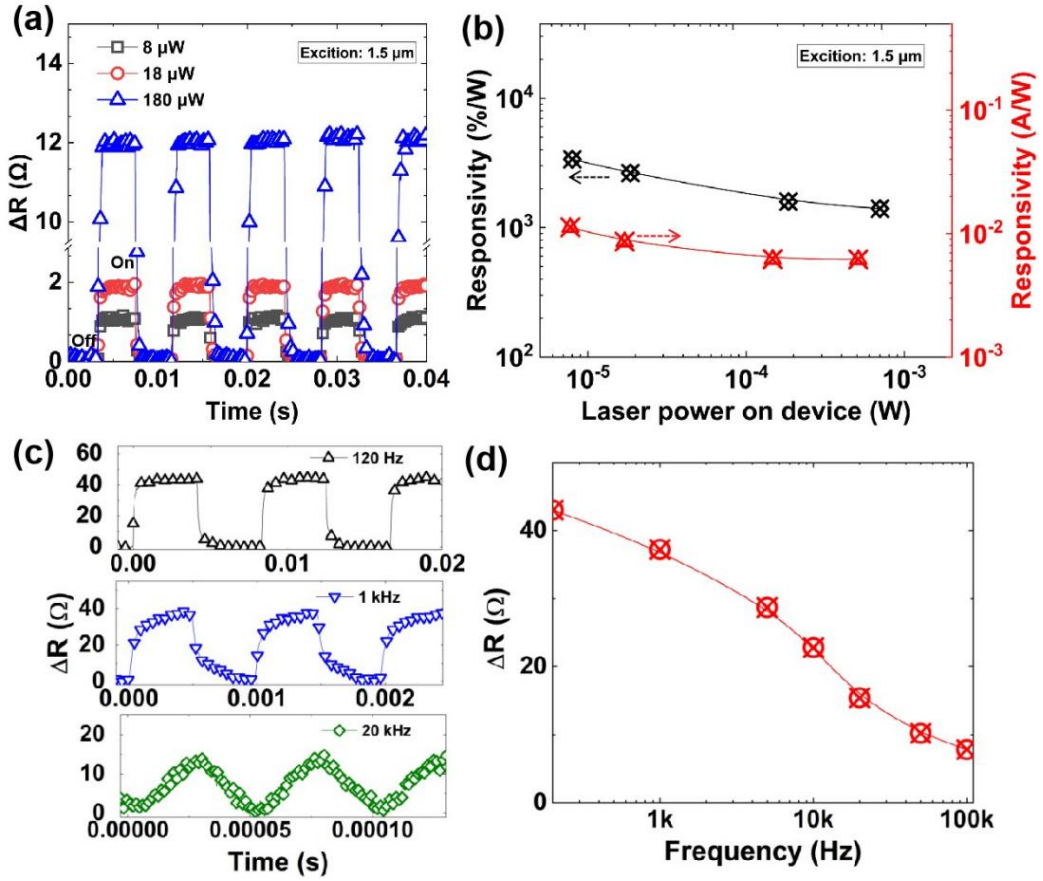 (a)
8 μW
18 μW
180 μW
Excition: 1.5 μm
14
12
10
2
1
0
ΔR (Ω)
On
Off
0.00 0.01 0.02 0.03 0.04
Time (s)
(b)
Excition: 1.5 μm
10⁴
10³
10²
Responsivity (%/W)
10⁻¹
10⁻²
10⁻³
Responsivity (A/W)
10⁻⁵ 10⁻⁴ 10⁻³
Laser power on device (W)
(c)
120 Hz
60
40
20
0
0.00 0.01 0.02
1 kHz
40
20
0
0.000 0.001 0.002
20 kHz
20
10
0
0.00000 0.00005 0.00010
ΔR (Ω)
Time (s)
(d)
40
20
0
ΔR (Ω)
1k 10k 100k
Frequency (Hz)